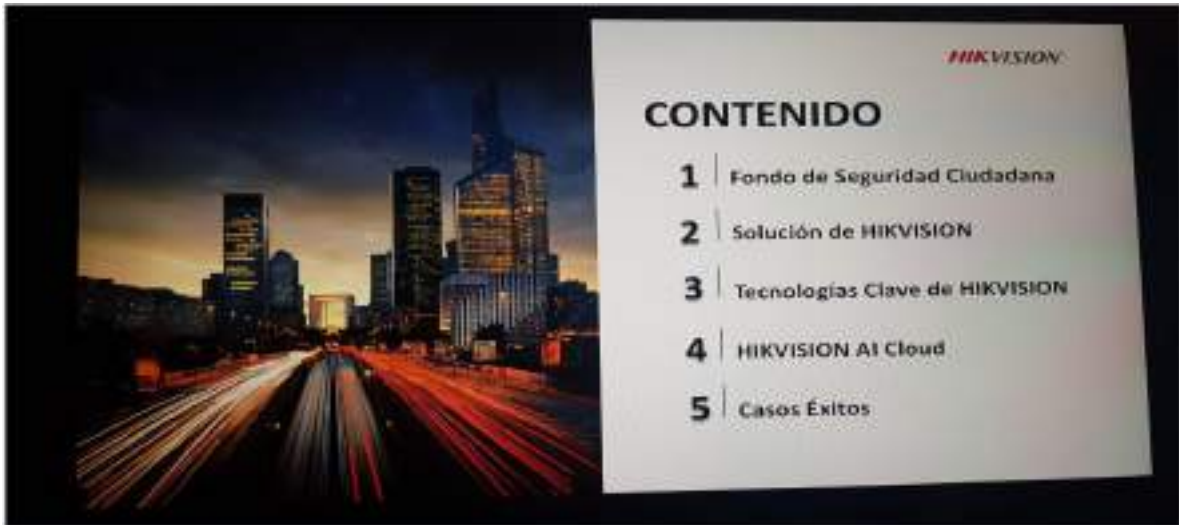 HIKVISION
CONTENIDO
1 Fondo de Seguridad Ciudadana
2 Solución de HIKVISION
3 Tecnologías Clave de HIKVISION
4 HIKVISION AI Cloud
5 Casos Éxitos